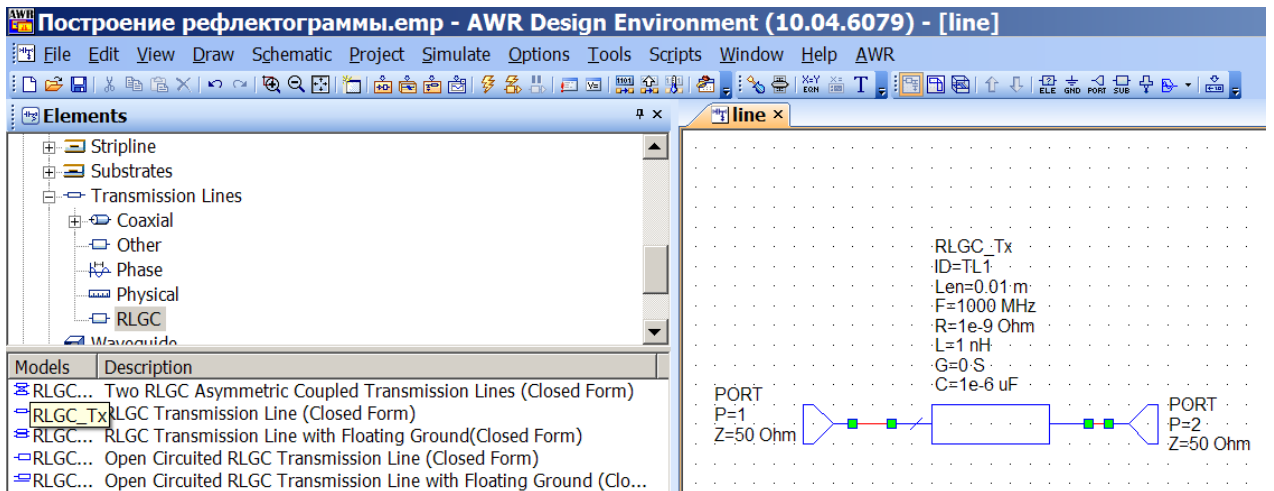 Построение рефлектограммы.emp - AWR Design Environment (10.04.6079) - [line]
File Edit View Draw Schematic Project Simulate Options Tools Scripts Window Help AWR
Elements
line
Stripline
Substrates
Transmission Lines
Coaxial
Other
Phase
Physical
RLGC
Waveguide
Models Description
RLGC... Two RLGC Asymmetric Coupled Transmission Lines (Closed Form)
RLGC_Tx RLGC Transmission Line (Closed Form)
RLGC... RLGC Transmission Line with Floating Ground(Closed Form)
RLGC... Open Circuited RLGC Transmission Line (Closed Form)
RLGC... Open Circuited RLGC Transmission Line with Floating Ground (Clo...
RLGC_Tx
ID=TL1
Len=0.01 m
F=1000 MHz
R=1e-9 Ohm
L=1 nH
G=0 S
C=1e-6 uF
PORT
P=1
Z=50 Ohm
PORT
P=2
Z=50 Ohm